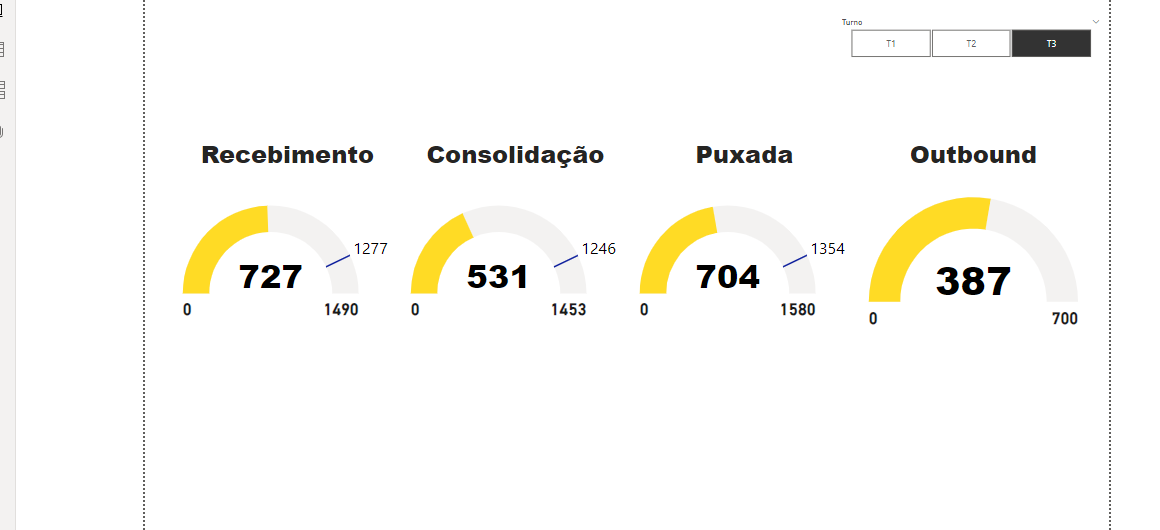 Turno
T1 T2 T3
Recebimento Consolidação Puxada Outbound
1277 1246 1354
727 531 704 387
0 1490 0 1453 0 1580 0 700